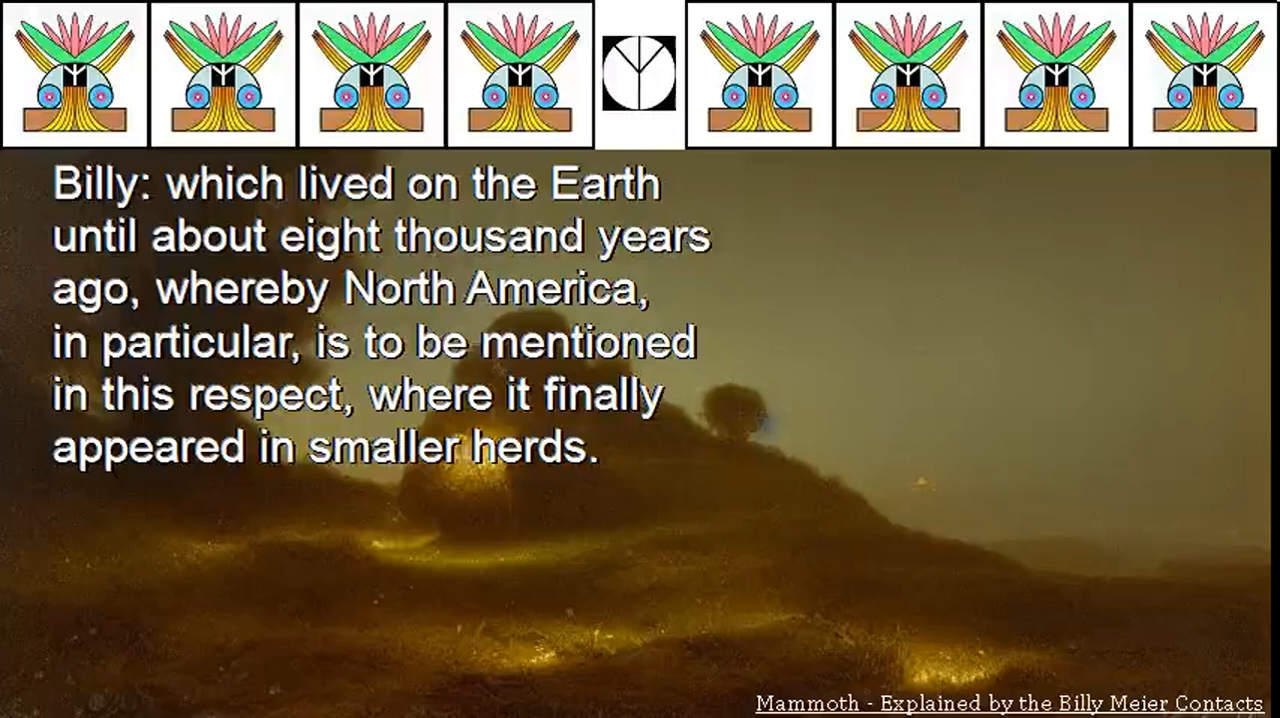 Billy: which lived on the Earth
until about eight thousand years
ago, whereby North America,
in particular, is to be mentioned
in this respect, where it finally
appeared in smaller herds.
Mammoth - Explained by the Billy Meier Contacts